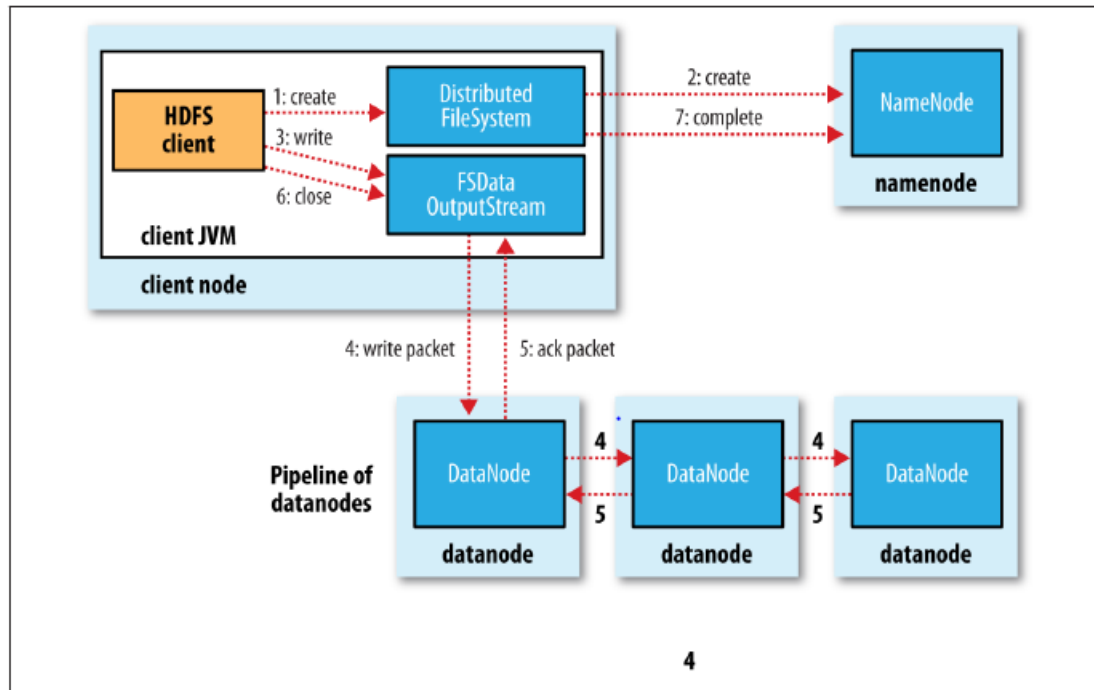 1: create
HDFS
client
3: write
6: close
Distributed
FileSystem
FSData
OutputStream
client JVM
client node
2: create
7: complete
NameNode
namenode
4: write packet
5: ack packet
Pipeline of
datanodes
DataNode
datanode
4
5
DataNode
datanode
4
5
DataNode
datanode
4